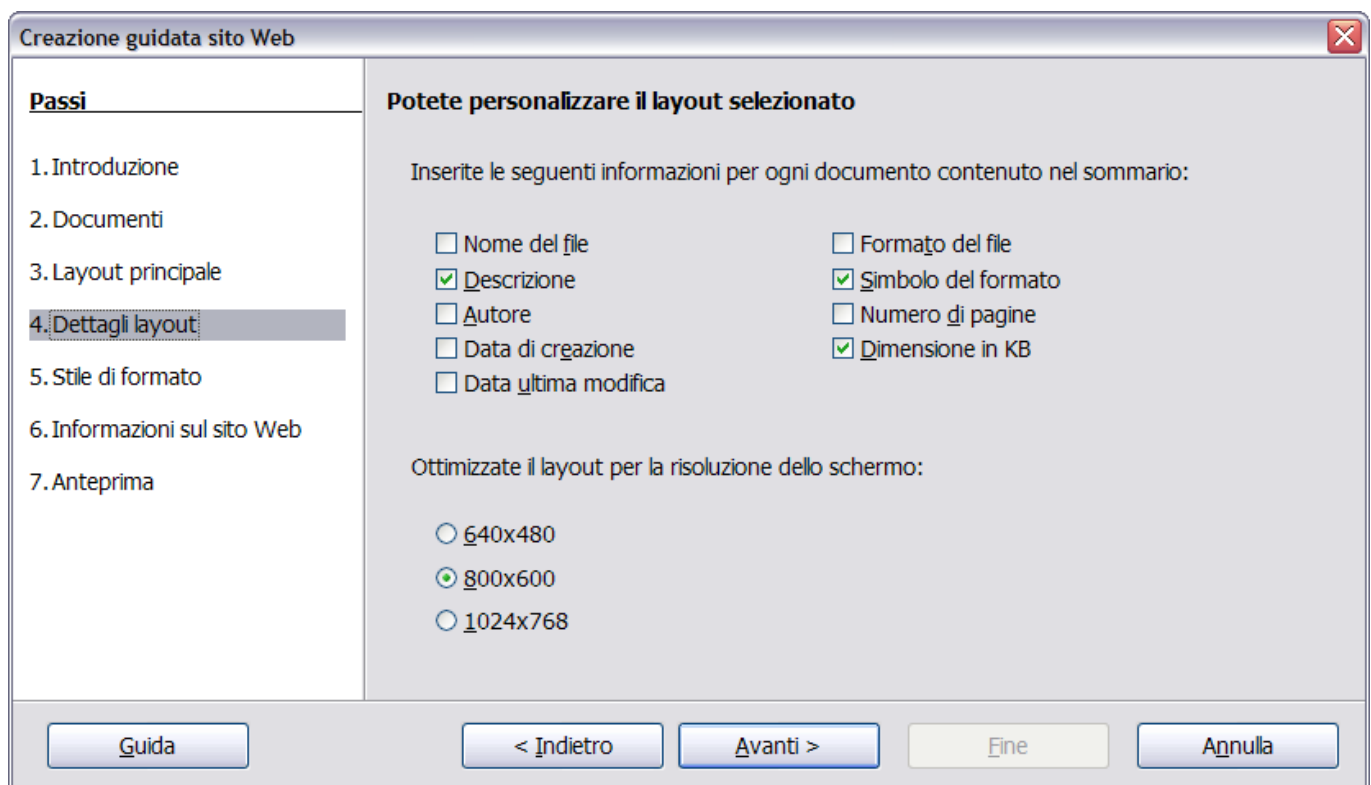 Creazione guidata sito Web
Passi
1. Introduzione
2. Documenti
3. Layout principale
4. Dettagli layout
5. Stile di formato
6. Informazioni sul sito Web
7. Anteprima
Potete personalizzare il layout selezionato
Inserite le seguenti informazioni per ogni documento contenuto nel sommario:
Nome del file
Descrizione
Autore
Data di creazione
Data ultima modifica
Formato del file
Simbolo del formato
Numero di pagine
Dimensione in KB
Ottimizzate il layout per la risoluzione dello schermo:
640x480
800x600
1024x768
Guida
< Indietro
Avanti >
Fine
Annulla